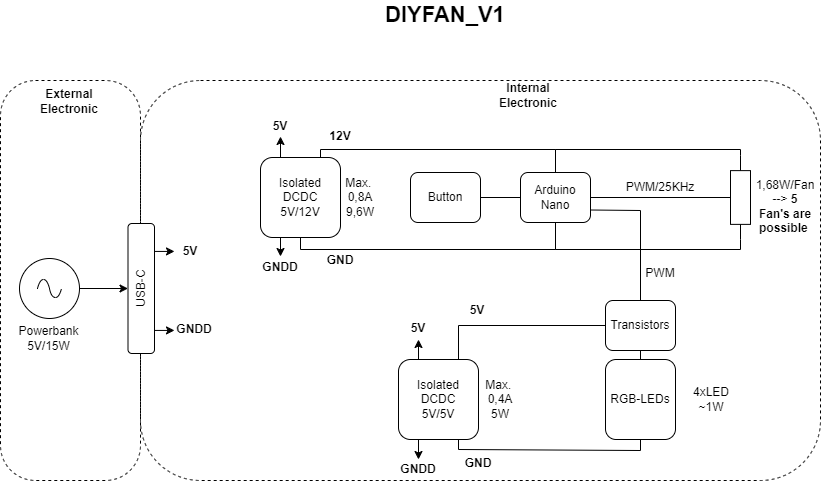 DIYFAN_V1
External
Electronic
Internal
Electronic
5V
12V
Isolated
DCDC
5V/12V
Max.
0,8A
9,6W
Button
Arduino
Nano
PWM/25KHz
1,68W/Fan
--> 5
Fan's are
possible
GNDD
GND
USB-C
5V
GNDD
Powerbank
5V/15W
PWM
5V
5V
Transistors
Isolated
DCDC
5V/5V
Max.
0,4A
5W
RGB-LEDs
4xLED
~1W
GNDD
GND